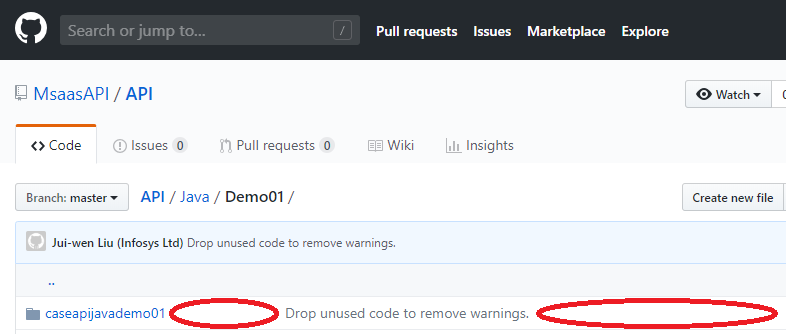 Search or jump to... / Pull requests Issues Marketplace Explore
MsaasAPI / API Watch
Code Issues 0 Pull requests 0 Wiki Insights
Branch: master API / Java / Demo01 / Create new file
Jui-wen Liu (Infosys Ltd) Drop unused code to remove warnings.
..
caseapijavademo01 Drop unused code to remove warnings.